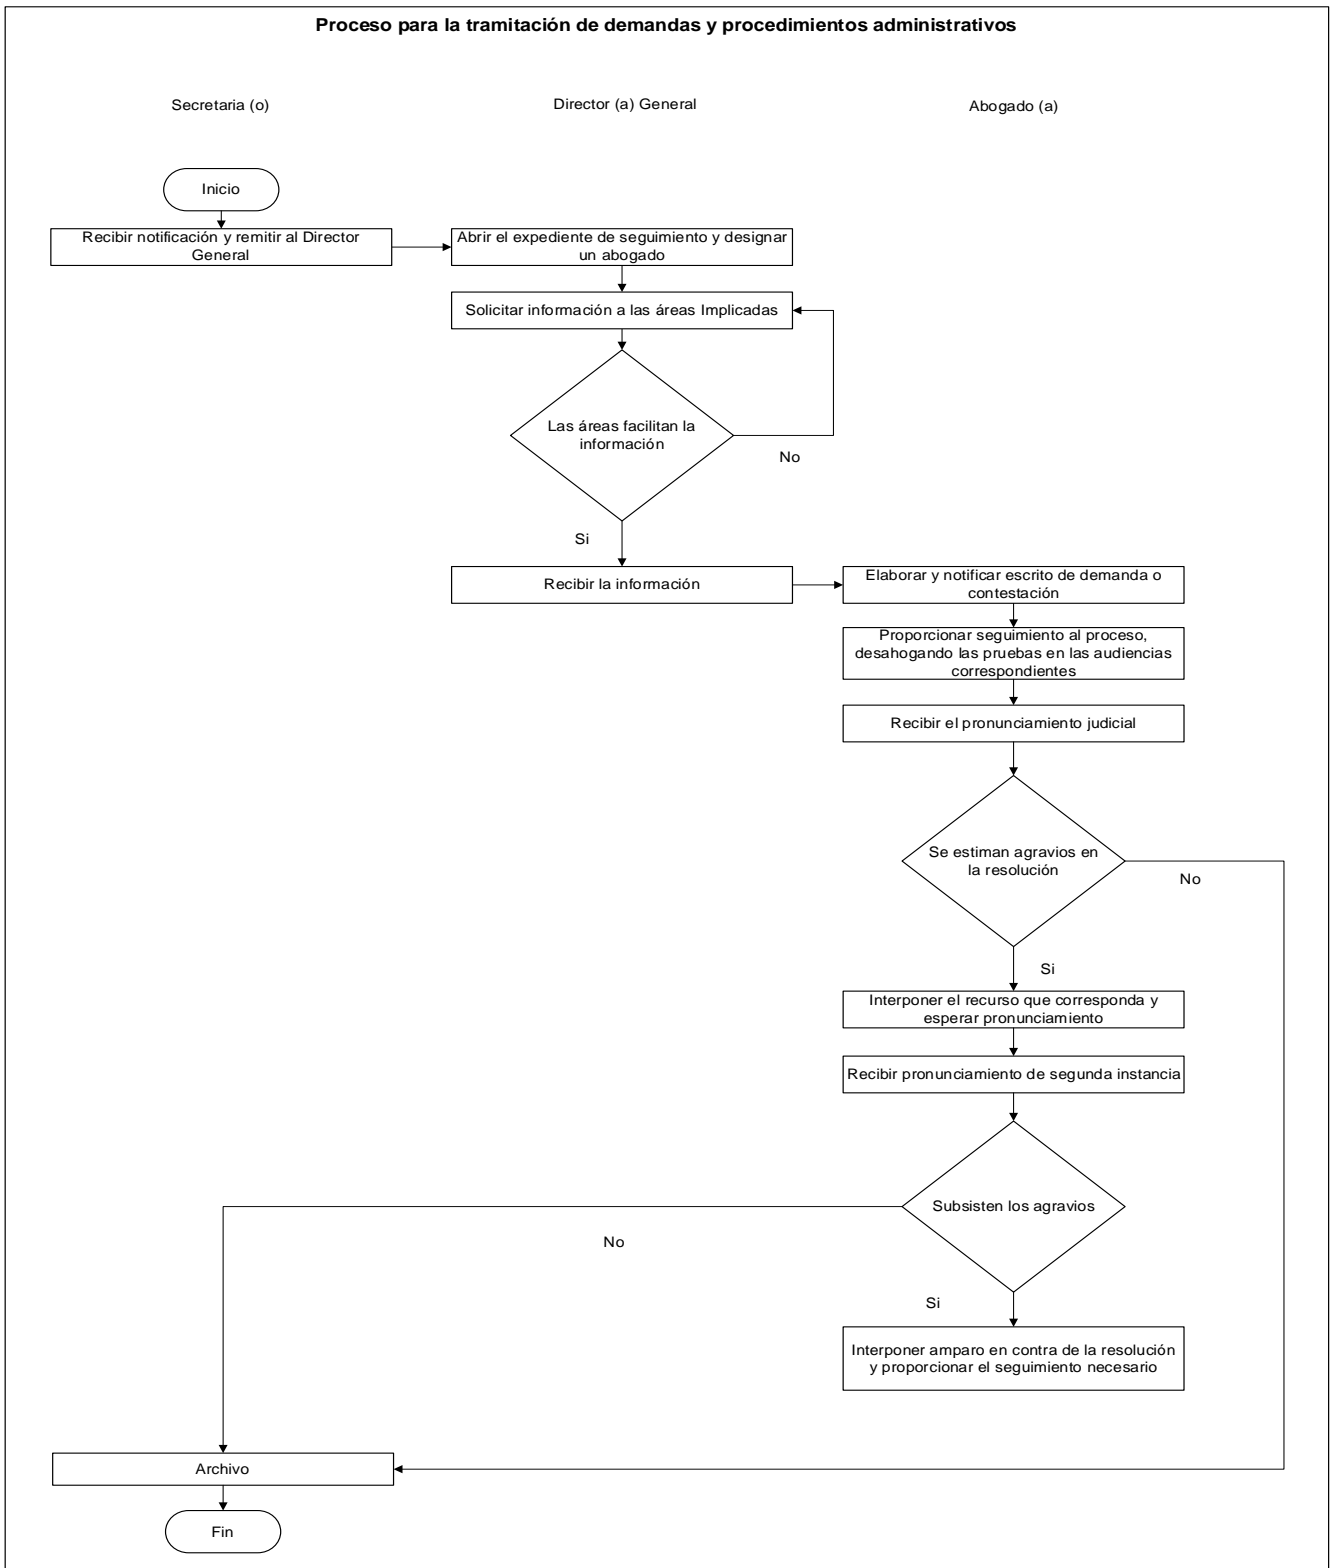 Proceso para la tramitación de demandas y procedimientos administrativos
Secretaria (o)
Director (a) General
Abogado (a)
Inicio
Recibir notificación y remitir al Director
General
Abrir el expediente de seguimiento y designar
un abogado
Solicitar información a las áreas Implicadas
Las áreas facilitan la
información
No
Si
Recibir la información
Elaborar y notificar escrito de demanda o
contestación
Proporcionar seguimiento al proceso,
desahogando las pruebas en las audiencias
correspondientes
Recibir el pronunciamiento judicial
Se estiman agravios en
la resolución
No
Si
Interponer el recurso que corresponda y
esperar pronunciamiento
Recibir pronunciamiento de segunda instancia
Subsisten los agravios
No
Si
Interponer amparo en contra de la resolución
y proporcionar el seguimiento necesario
Archivo
Fin